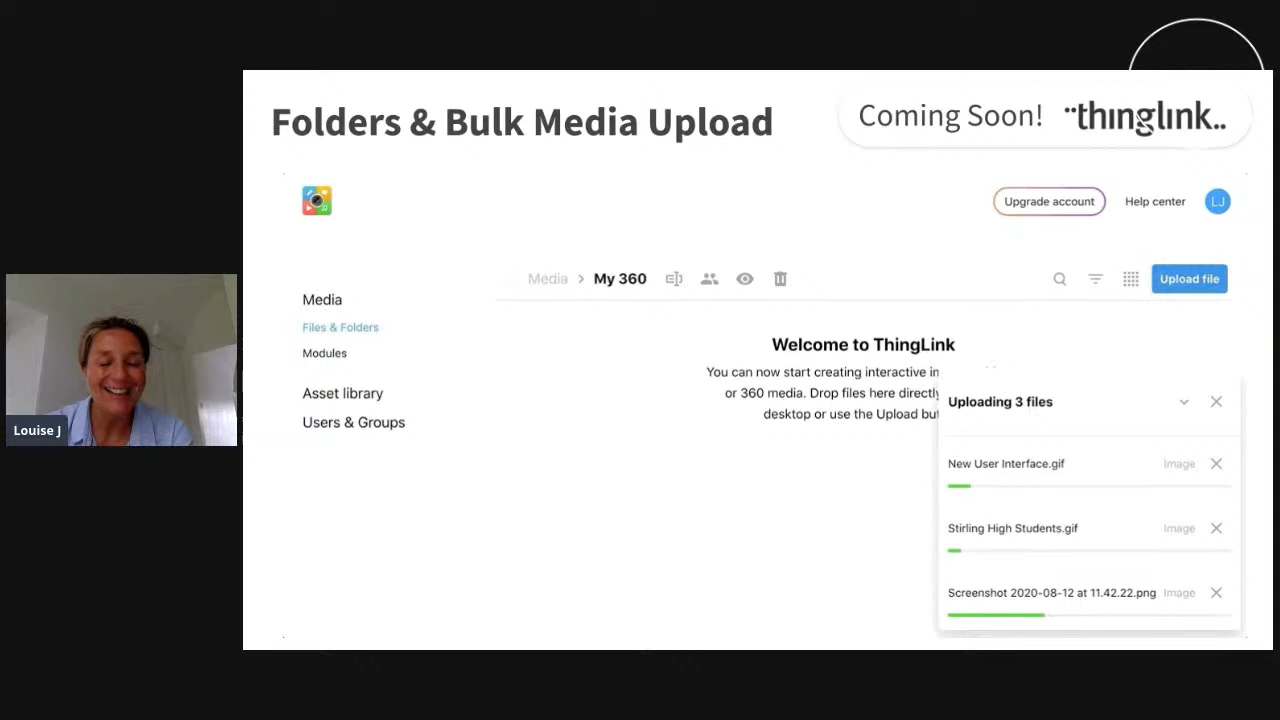 Folders & Bulk Media Upload
Coming Soon!
thinglink..
Upgrade account
Help center
LJ
Media > My 360
Upload file
Media
Files & Folders
Modules
Asset library
Users & Groups
Welcome to ThingLink
You can now start creating interactive in
or 360 media. Drop files here directly
desktop or use the Upload but
Uploading 3 files
New User Interface.gif
Image
Stirling High Students.gif
Image
Screenshot 2020-08-12 at 11.42.22.png
Image
Louise J